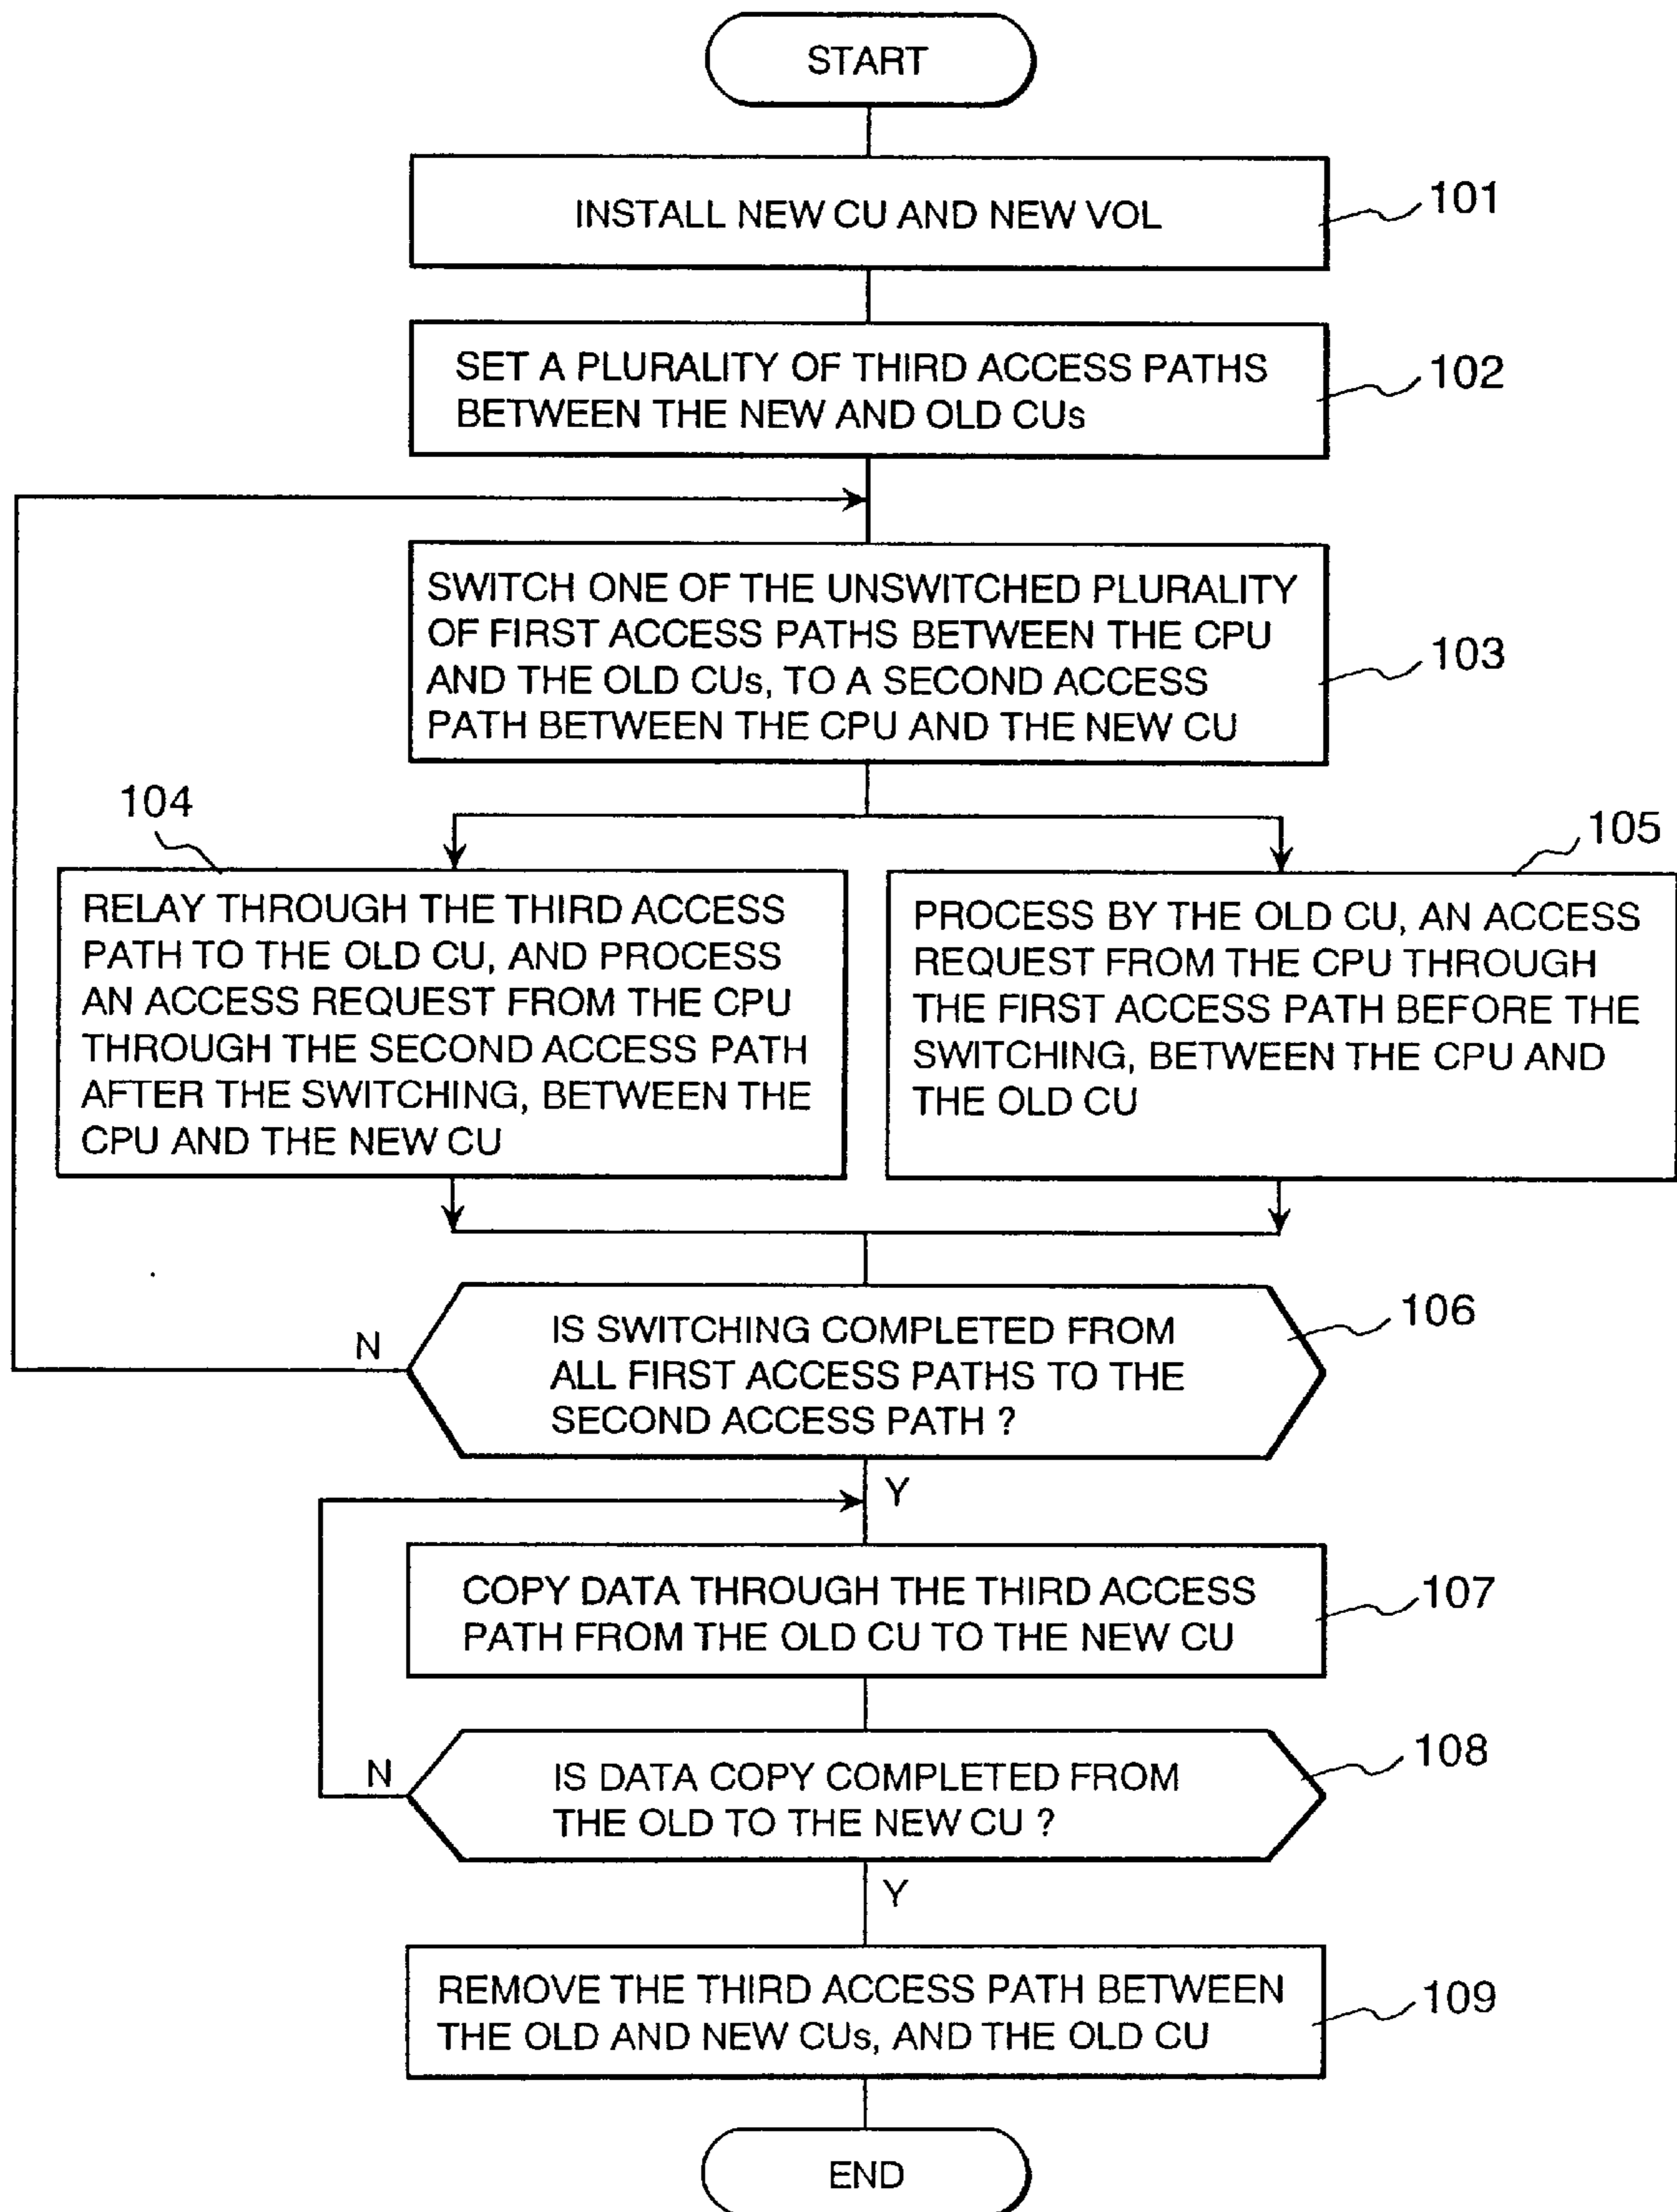 START
INSTALL NEW CU AND NEW VOL
101
SET A PLURALITY OF THIRD ACCESS PATHS
BETWEEN THE NEW AND OLD CUs
102
SWITCH ONE OF THE UNSWITCHED PLURALITY
OF FIRST ACCESS PATHS BETWEEN THE CPU
AND THE OLD CUs, TO A SECOND ACCESS
PATH BETWEEN THE CPU AND THE NEW CU
103
104
RELAY THROUGH THE THIRD ACCESS
PATH TO THE OLD CU, AND PROCESS
AN ACCESS REQUEST FROM THE CPU
THROUGH THE SECOND ACCESS PATH
AFTER THE SWITCHING, BETWEEN THE
CPU AND THE NEW CU
105
PROCESS BY THE OLD CU, AN ACCESS
REQUEST FROM THE CPU THROUGH
THE FIRST ACCESS PATH BEFORE THE
SWITCHING, BETWEEN THE CPU AND
THE OLD CU
N
IS SWITCHING COMPLETED FROM
ALL FIRST ACCESS PATHS TO THE
SECOND ACCESS PATH ?
106
Y
COPY DATA THROUGH THE THIRD ACCESS
PATH FROM THE OLD CU TO THE NEW CU
107
N
IS DATA COPY COMPLETED FROM
THE OLD TO THE NEW CU ?
108
Y
REMOVE THE THIRD ACCESS PATH BETWEEN
THE OLD AND NEW CUs, AND THE OLD CU
109
END